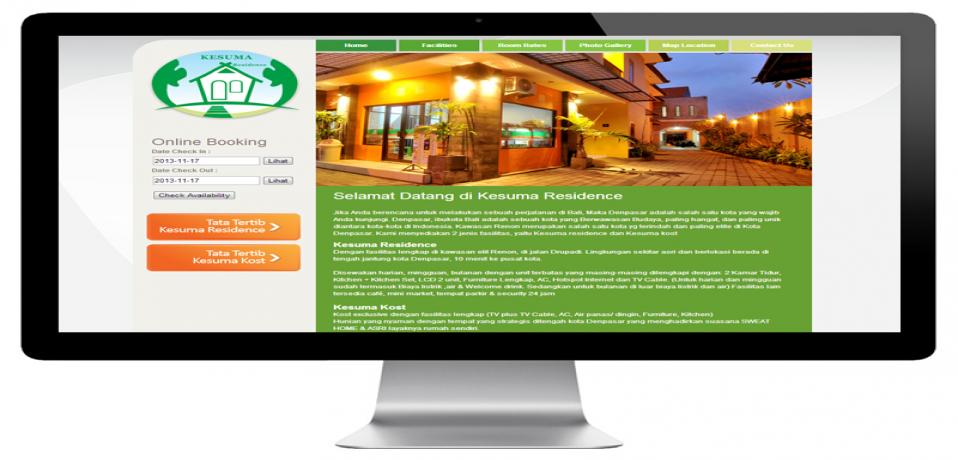 Home
Facilities
Room Rates
Photo Gallery
Map Location
Contact Us
KESUMA
Residence
Online Booking
Date Check In :
2013-11-17
Lihat
Date Check Out :
2013-11-17
Lihat
Check Availability
Tata Tertib
Kesuma Residence >
Tata Tertib
Kesuma Kost >
Selamat Datang di Kesuma Residence
Jika Anda berencana untuk melakukan sebuah perjalanan di Bali, Maka Denpasar adalah salah satu kota yang wajib
Anda kunjungi. Denpasar, ibukota Bali adalah sebuah kota yang Berwawasan Budaya, paling hangat, dan paling unik
diantara kota-kota di Indonesia. Kawasan Renon merupakan salah satu kota yg terindah dan paling elite di Kota
Denpasar. Kami menyediakan 2 jenis fasilitas, yaitu Kesuma residence dan Kesuma kost
Kesuma Residence
Dengan fasilitas lengkap di kawasan elit Renon, di jalan Drupadi. Lingkungan sekitar asri dan berlokasi berada di
tengah jantung kota Denpasar, 10 menit ke pusat kota.
Disewakan harian, mingguan, bulanan dengan unit terbatas yang masing-masing dilengkapi dengan: 2 Kamar Tidur,
Kitchen + Kitchen Set, LCD 2 unit, Furniture Lengkap, AC, Hotspot Internet dan TV Cable. (Untuk harian dan mingguan
sudah termasuk Biaya listrik ,air & Welcome drink. Sedangkan untuk bulanan di luar biaya listrik dan air) Fasilitas lain
tersedia café, mini market, tempat parkir & security 24 jam
Kesuma Kost
Kost exclusive dengan fasilitas lengkap (TV plus TV Cable, AC, Air panas/ dingin, Furniture, Kitchen)
Hunian yang nyaman dengan tempat yang strategis ditengah kota Denpasar yang menghadirkan suasana SWEAT
HOME & ASRI layaknya rumah sendiri.